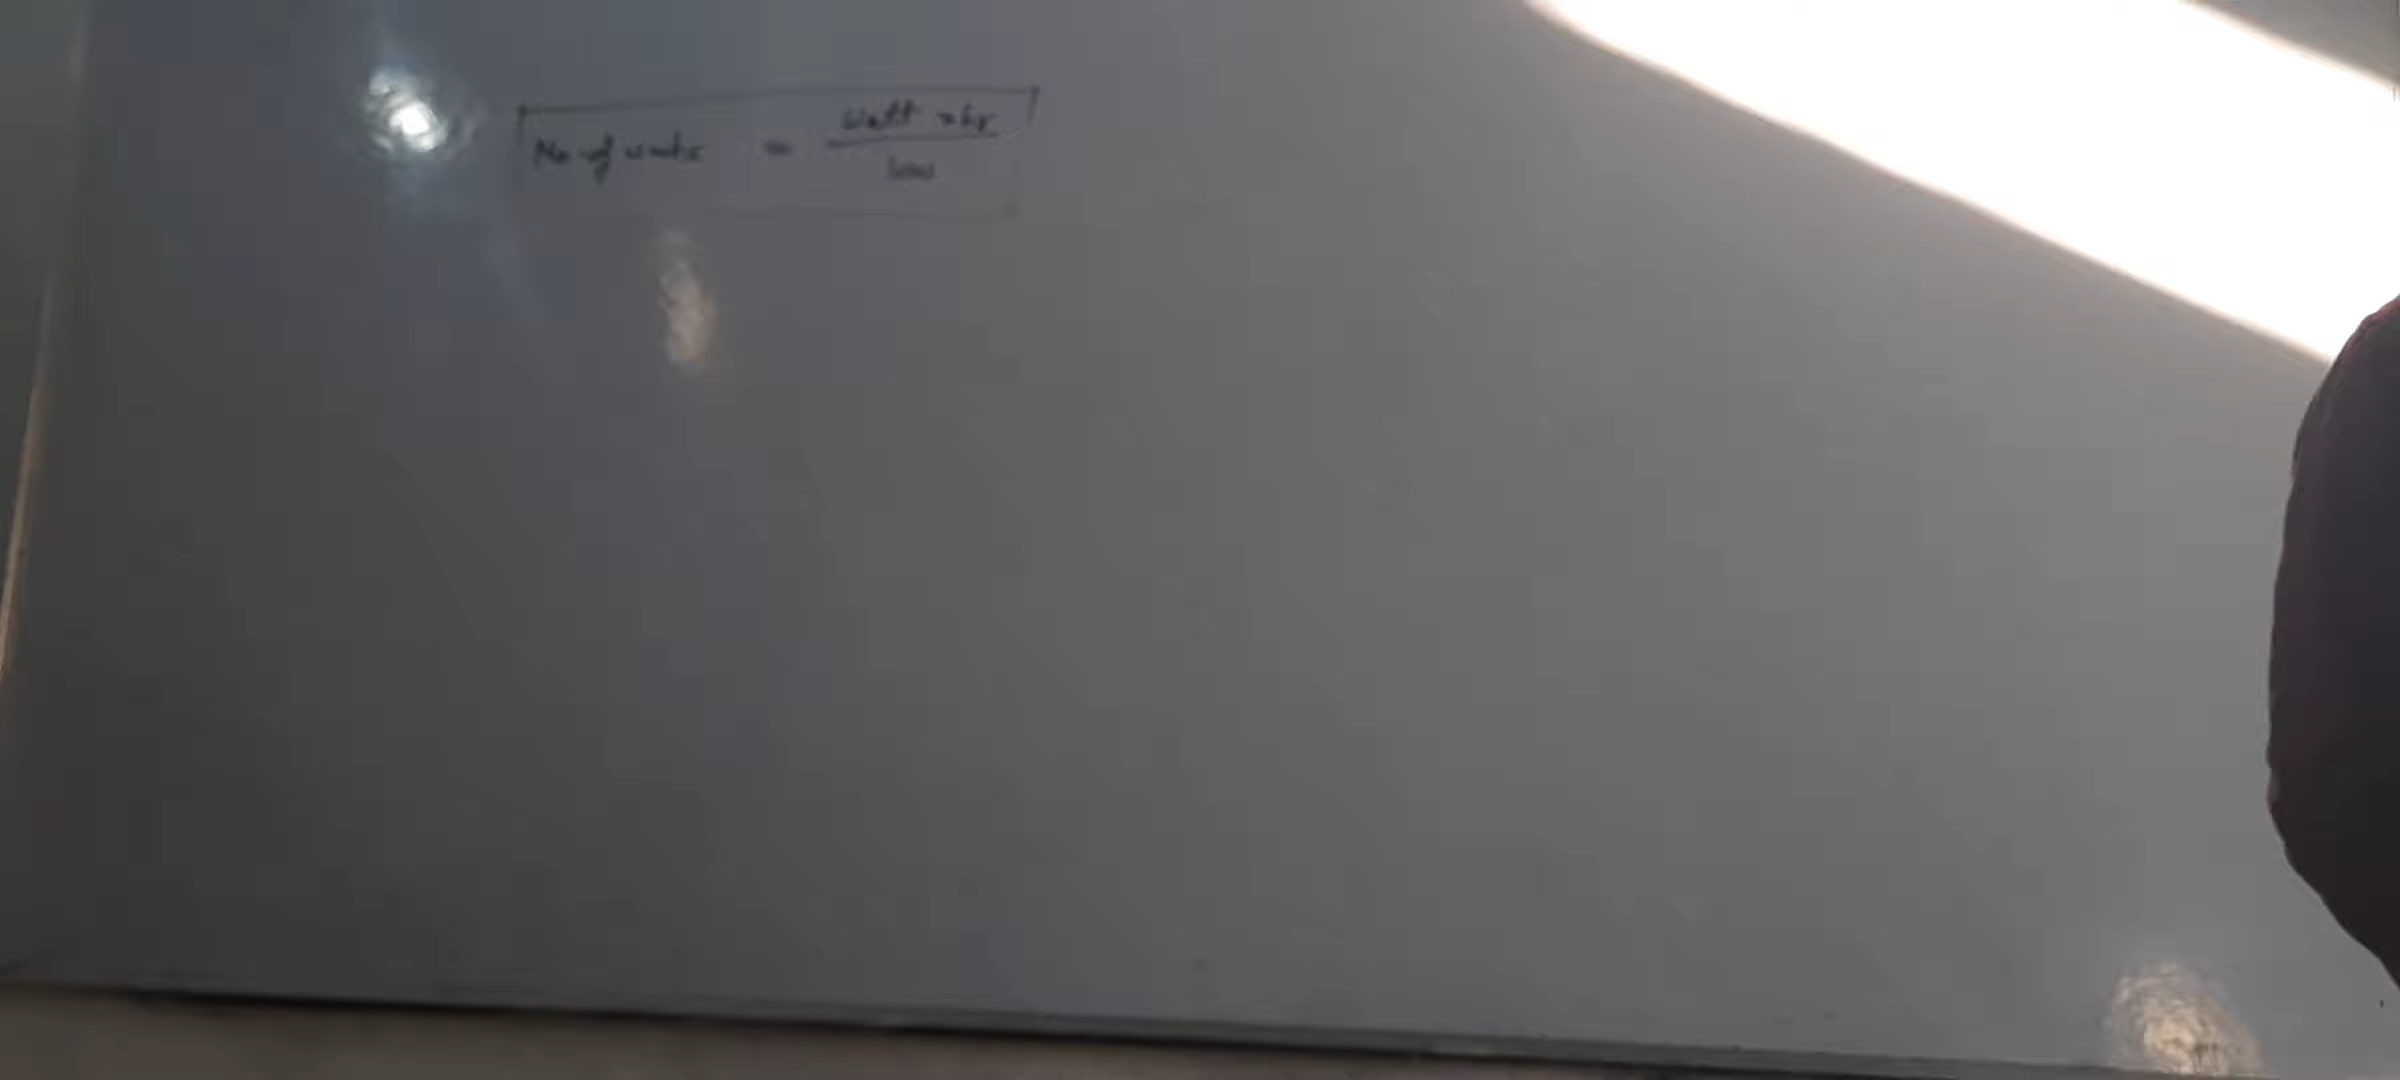 No of units = Watt × hr
1000